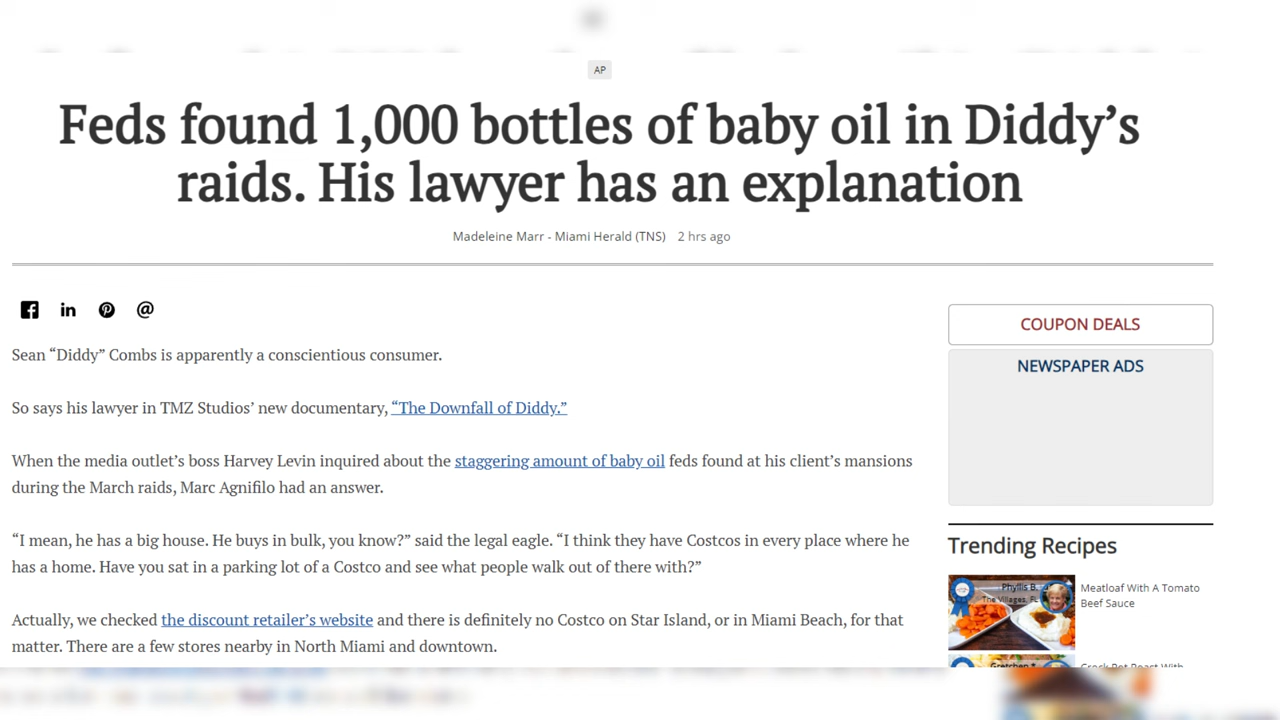 AP
Feds found 1,000 bottles of baby oil in Diddy’s
raids. His lawyer has an explanation
Madeleine Marr - Miami Herald (TNS) 2 hrs ago
Sean “Diddy” Combs is apparently a conscientious consumer.
So says his lawyer in TMZ Studios’ new documentary, “The Downfall of Diddy.”
When the media outlet’s boss Harvey Levin inquired about the staggering amount of baby oil feds found at his client’s mansions
during the March raids, Marc Agnifilo had an answer.
“I mean, he has a big house. He buys in bulk, you know?” said the legal eagle. “I think they have Costcos in every place where he
has a home. Have you sat in a parking lot of a Costco and see what people walk out of there with?”
Actually, we checked the discount retailer’s website and there is definitely no Costco on Star Island, or in Miami Beach, for that
matter. There are a few stores nearby in North Miami and downtown.
COUPON DEALS
NEWSPAPER ADS
Trending Recipes
Phyllis B.
The Villages, FL
Meatloaf With A Tomato
Beef Sauce
Gretchen
Crock Pot Roast With